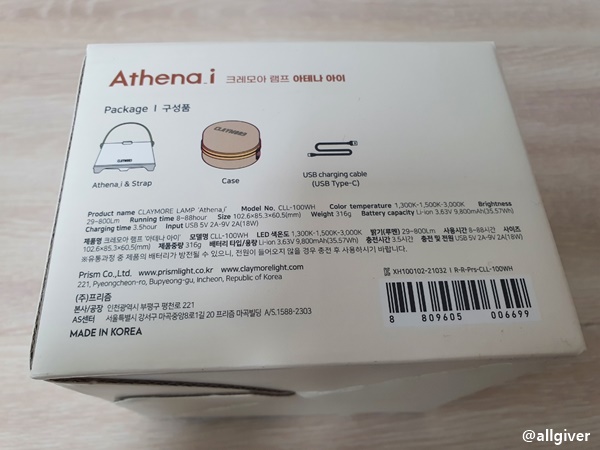 Athena_i 크레모아 램프 아테나 아이
Package | 구성품
CLAYMORE
CLAYMORE
Athena_i & Strap
Case
USB charging cable
(USB Type-C)
Product name CLAYMORE LAMP 'Athena_i' Model No. CLL-100WH Color temperature 1,300K-1,500K-3,000K Brightness
29~800Lm Running time 8~88hour Size 102.6x85.3x60.5(mm) Weight 316g Battery capacity Li-ion 3.63V 9,800mAh(35.57Wh)
Charging time 3.5hour Input USB 5V 2A-9V 2A(18W)
제품명 크레모아 램프 '아테나 아이' 모델명 CLL-100WH LED 색온도 1,300K-1,500K-3,000K 밝기(루멘) 29~800Lm 사용시간 8~88시간 사이즈
102.6x85.3x60.5(mm) 제품중량 316g 배터리 타입/용량 Li-ion 3.63V 9,800mAh(35.57Wh) 충전시간 3.5시간 충전 및 전원 USB 5V 2A-9V 2A(18W)
※유통과정 중 제품의 배터리가 방전될 수 있으니, 전원이 들어오지 않을 경우 충전 후 사용하시기 바랍니다.
Prism Co.,Ltd. www.prismlight.co.kr www.claymorelight.com
221, Pyeongcheon-ro, Bupyeong-gu, Incheon, Republic of Korea
XH100102-21032 | R-R-Prs-CLL-100WH
(주)프리즘
본사/공장 인천광역시 부평구 평천로 221
AS센터 서울특별시 강서구 마곡중앙8로1길 20 프리즘 마곡빌딩 A/S.1588-2303
MADE IN KOREA
8 809605 006699
@allgiver